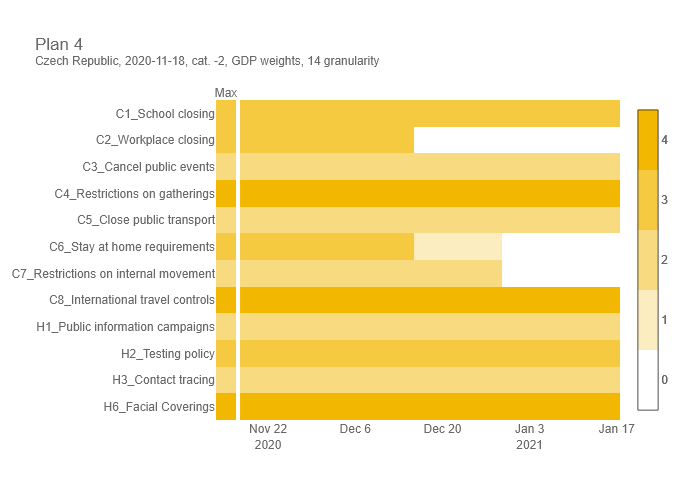 Plan 4
Czech Republic, 2020-11-18, cat. -2, GDP weights, 14 granularity
Max
C1_School closing
C2_Workplace closing
C3_Cancel public events
C4_Restrictions on gatherings
C5_Close public transport
C6_Stay at home requirements
C7_Restrictions on internal movement
C8_International travel controls
H1_Public information campaigns
H2_Testing policy
H3_Contact tracing
H6_Facial Coverings
Nov 22 Dec 6 Dec 20 Jan 3 Jan 17
2020 2021
4
3
2
1
0